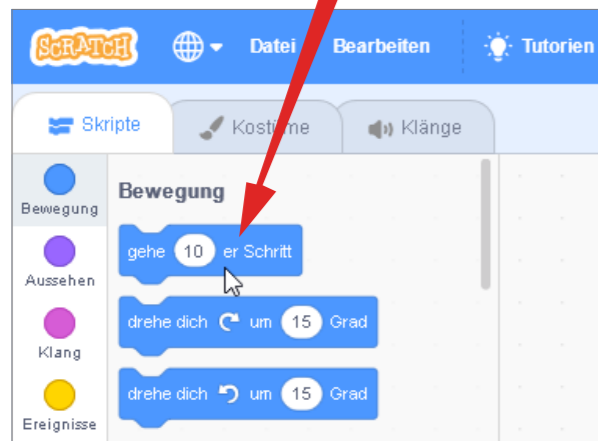 SCRATCH Datei Bearbeiten Tutorien
Skripte Kostüme Klänge
Bewegung
Bewegung
gehe 10 er Schritt
Aussehen
drehe dich um 15 Grad
Klang
drehe dich um 15 Grad
Ereignisse